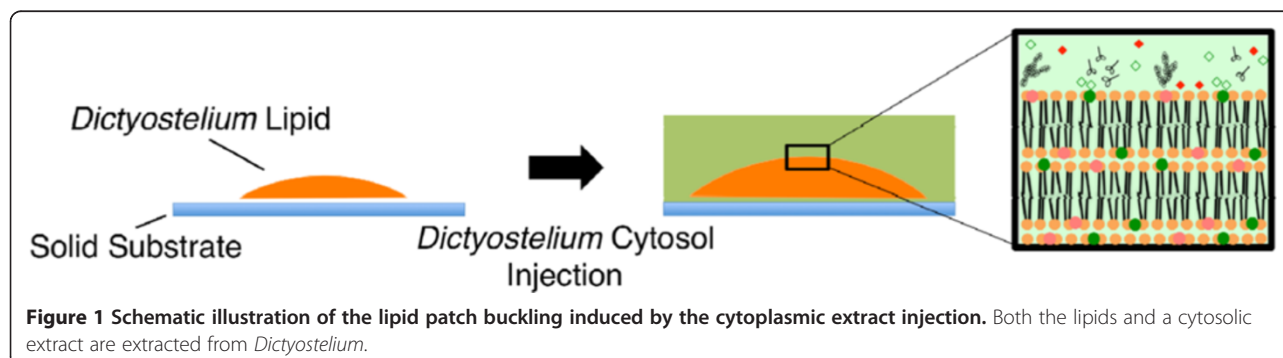 Dictyostelium Lipid
Solid Substrate
Dictyostelium Cytosol
Injection
Figure 1 Schematic illustration of the lipid patch buckling induced by the cytoplasmic extract injection. Both the lipids and a cytosolic
extract are extracted from Dictyostelium.